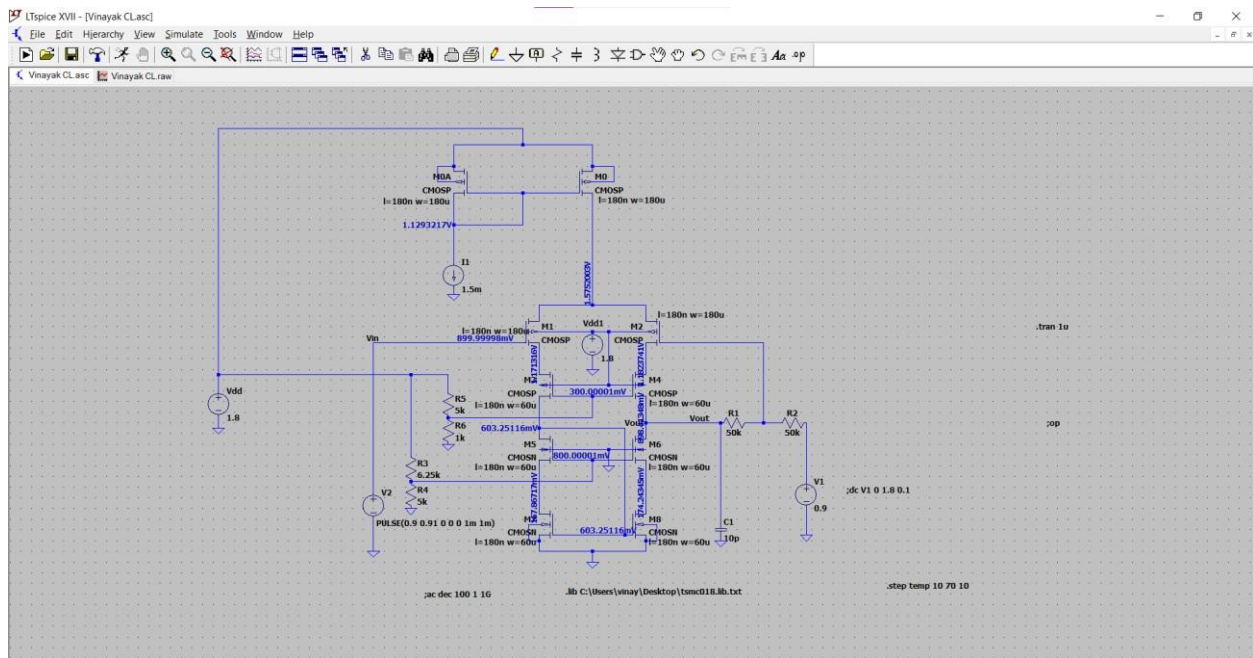 LTspice XVII - [Vinayak CL.asc]
File Edit Hierarchy View Simulate Tools Window Help
Vinayak CL.asc Vinayak CL.raw
M0A
CMOSP
l=180n w=180u
M0
CMOSP
l=180n w=180u
1.1293217V
I1
1.5m
1.5752003V
l=180n w=180u
M1
CMOSP
Vdd1
1.8
M2
CMOSP
l=180n w=180u
Vin
899.99998mV
.tran 1u
Vdd
1.8
R5
5k
R6
1k
CMOSP
l=180n w=60u
300.00001mV
M4
CMOSP
l=180n w=60u
603.25116mV
Vout
Vout
R1
50k
R2
50k
;op
M5
CMOSN
l=180n w=60u
800.00001mV
M6
CMOSN
l=180n w=60u
R3
6.25k
R4
5k
V2
PULSE(0.9 0.91 0 0 0 1m 1m)
174.24345mV
CMOSN
l=180n w=60u
603.25116mV
M8
CMOSN
l=180n w=60u
C1
10p
V1
0.9
;dc V1 0 1.8 0.1
;ac dec 100 1 1G
.lib C:\Users\vinay\Desktop\tsmc018.lib.txt
.step temp 10 70 10